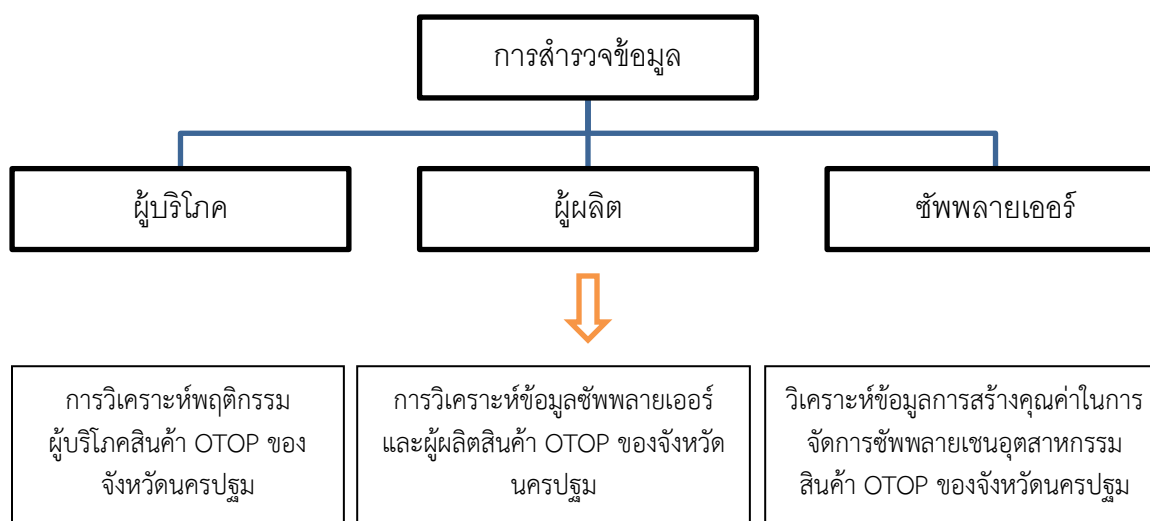 การสำรวจข้อมูล
ผู้บริโภค
ผู้ผลิต
ซัพพลายเออร์
การวิเคราะห์พฤติกรรม
ผู้บริโภคสินค้า OTOP ของ
จังหวัดนครปฐม
การวิเคราะห์ข้อมูลซัพพลายเออร์
และผู้ผลิตสินค้า OTOP ของจังหวัด
นครปฐม
วิเคราะห์ข้อมูลการสร้างคุณค่าในการ
จัดการซัพพลายเชนอุตสาหกรรม
สินค้า OTOP ของจังหวัดนครปฐม